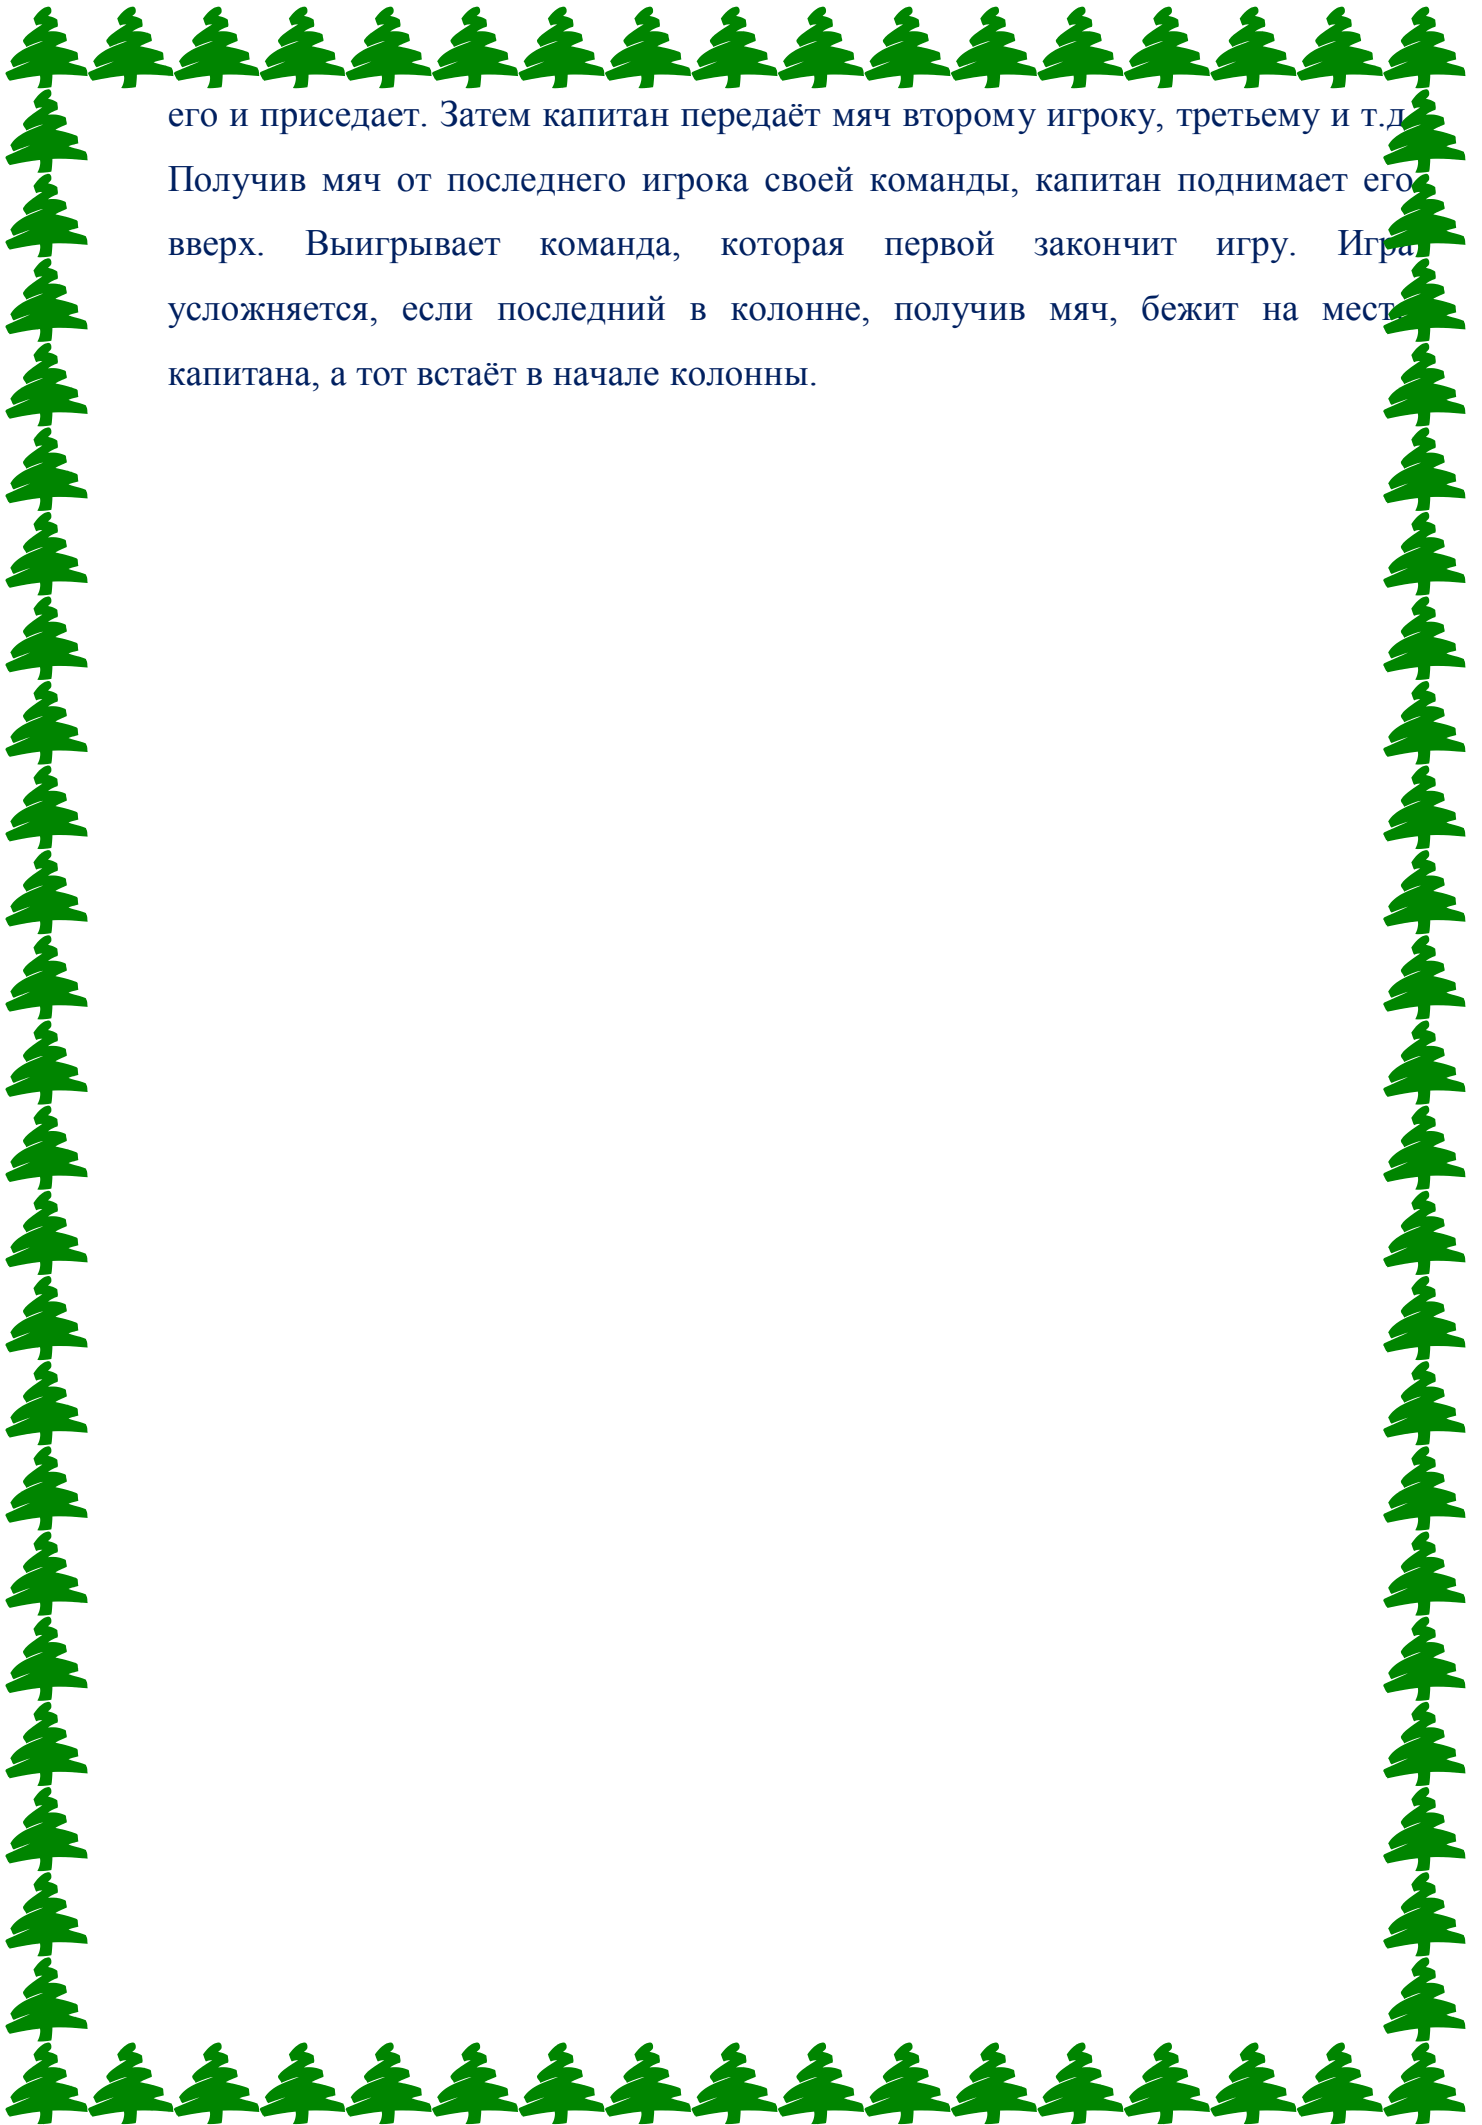 его и приседает. Затем капитан передаёт мяч второму игроку, третьему и т.д
Получив мяч от последнего игрока своей команды, капитан поднимает его
вверх. Выигрывает команда, которая первой закончит игру. Игра
усложняется, если последний в колонне, получив мяч, бежит на мест
капитана, а тот встаёт в начале колонны.